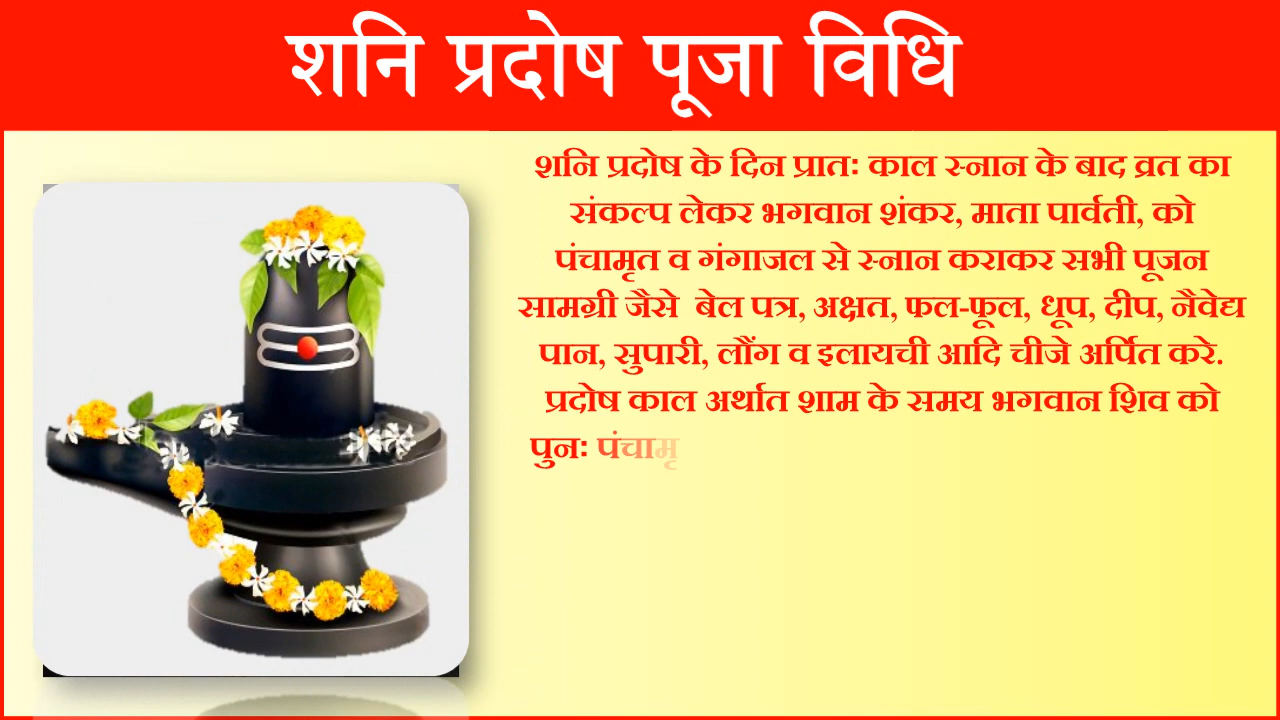 शनि प्रदोष पूजा विधि
शनि प्रदोष के दिन प्रातः काल स्नान के बाद व्रत का
संकल्प लेकर भगवान शंकर, माता पार्वती, को
पंचामृत व गंगाजल से स्नान कराकर सभी पूजन
सामग्री जैसे  बेल पत्र, अक्षत, फल-फूल, धूप, दीप, नैवेद्य
पान, सुपारी, लौंग व इलायची आदि चीजे अर्पित करे.
प्रदोष काल अर्थात शाम के समय भगवान शिव को
पुनः पंचामृ